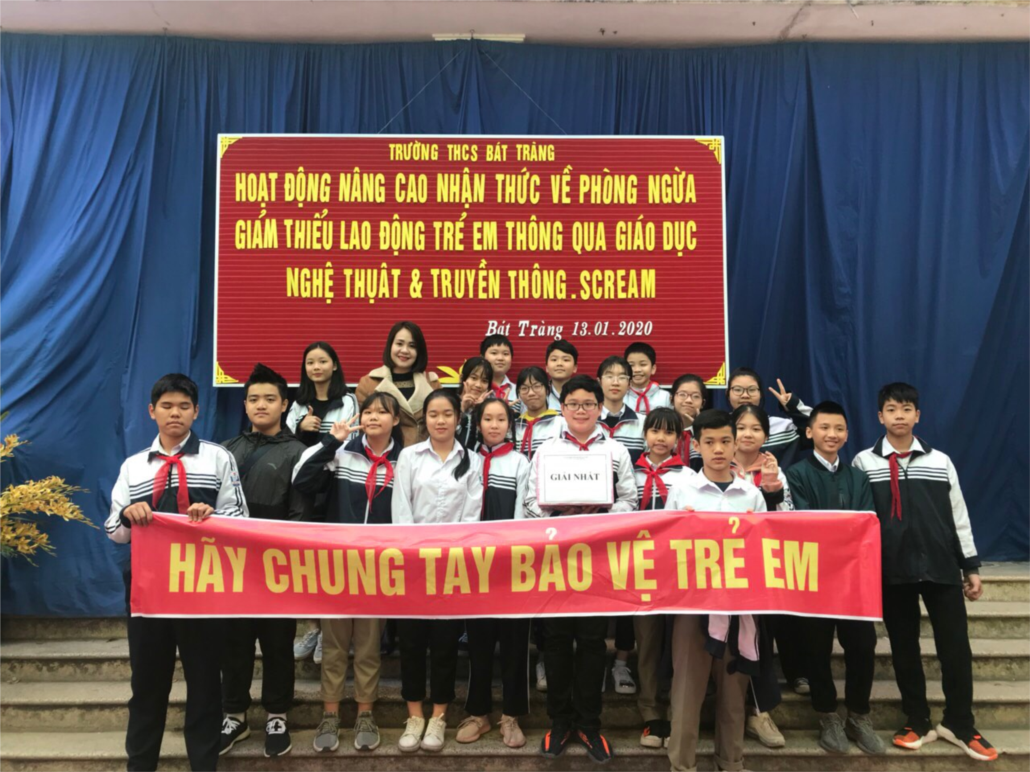 TRƯỜNG THCS BÁT TRÀNG
HOẠT ĐỘNG NÂNG CAO NHẬN THỨC VỀ PHÒNG NGỪA
GIẢM THIỂU LAO ĐỘNG TRẺ EM THÔNG QUA GIÁO DỤC
NGHỆ THUẬT & TRUYỀN THÔNG.SCREAM
Bát Tràng 13.01.2020
GIẢI NHẤT
HÃY CHUNG TAY BẢO VỆ TRẺ EM